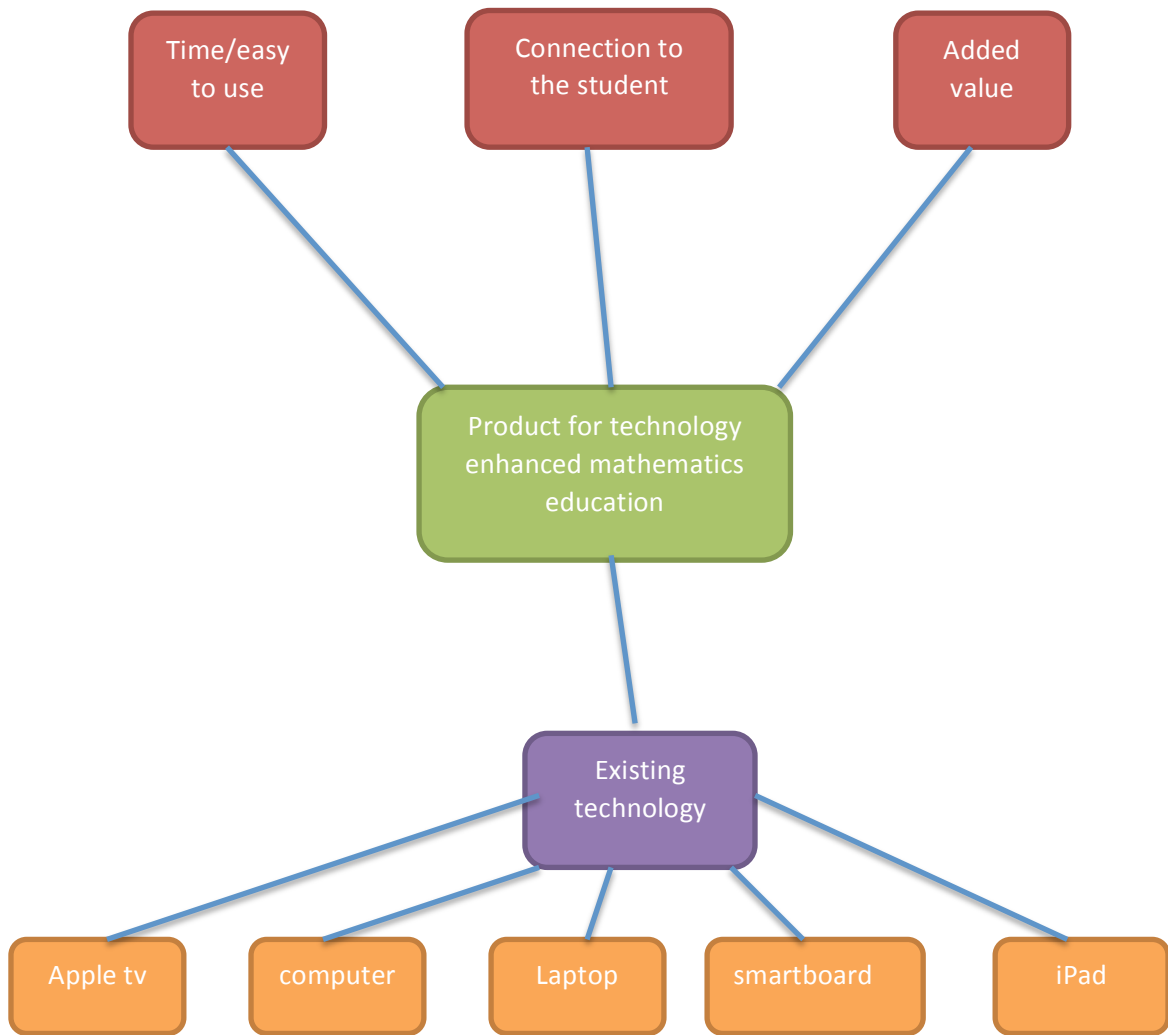 Time/easy
to use
Connection to
the student
Added
value
Product for technology
enhanced mathematics
education
Existing
technology
Apple tv
computer
Laptop
smartboard
iPad